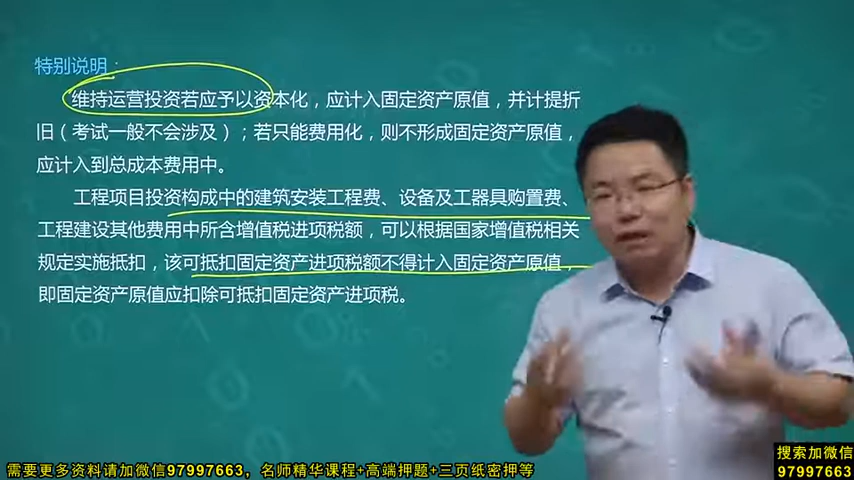 特别说明：
维持运营投资若应予以资本化，应计入固定资产原值，并计提折
旧（考试一般不会涉及）；若只能费用化，则不形成固定资产原值，
应计入到总成本费用中。
工程项目投资构成中的建筑安装工程费、设备及工器具购置费、
工程建设其他费用中所含增值税进项税额，可以根据国家增值税相关
规定实施抵扣，该可抵扣固定资产进项税额不得计入固定资产原值，
即固定资产原值应扣除可抵扣固定资产进项税。
需要更多资料请加微信97997663，名师精华课程+高端押题+三页纸密押等
搜索加微信
97997663